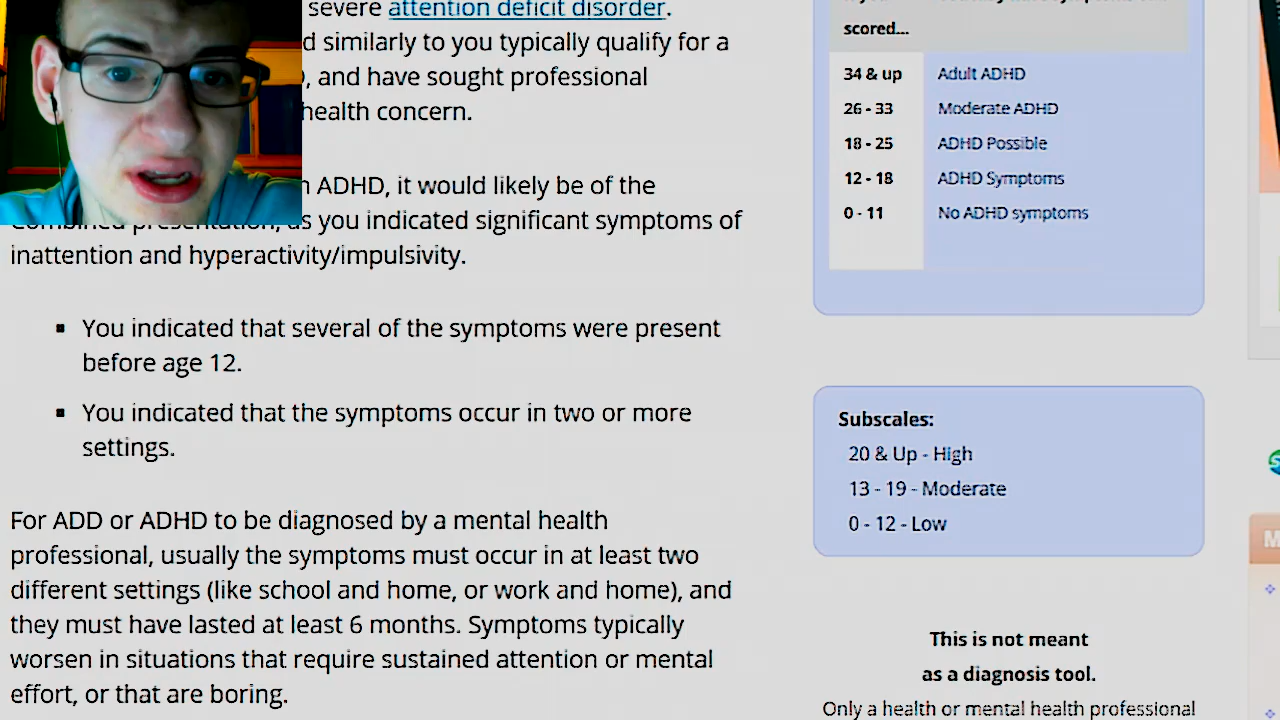 severe attention deficit disorder.
d similarly to you typically qualify for a
, and have sought professional
health concern.
ADHD, it would likely be of the
Combined presentation, as you indicated significant symptoms of
inattention and hyperactivity/impulsivity.
▪ You indicated that several of the symptoms were present
before age 12.
▪ You indicated that the symptoms occur in two or more
settings.
For ADD or ADHD to be diagnosed by a mental health
professional, usually the symptoms must occur in at least two
different settings (like school and home, or work and home), and
they must have lasted at least 6 months. Symptoms typically
worsen in situations that require sustained attention or mental
effort, or that are boring.
scored...
34 & up Adult ADHD
26 - 33 Moderate ADHD
18 - 25 ADHD Possible
12 - 18 ADHD Symptoms
0 - 11 No ADHD symptoms
Subscales:
20 & Up - High
13 - 19 - Moderate
0 - 12 - Low
This is not meant
as a diagnosis tool.
Only a health or mental health professional
M